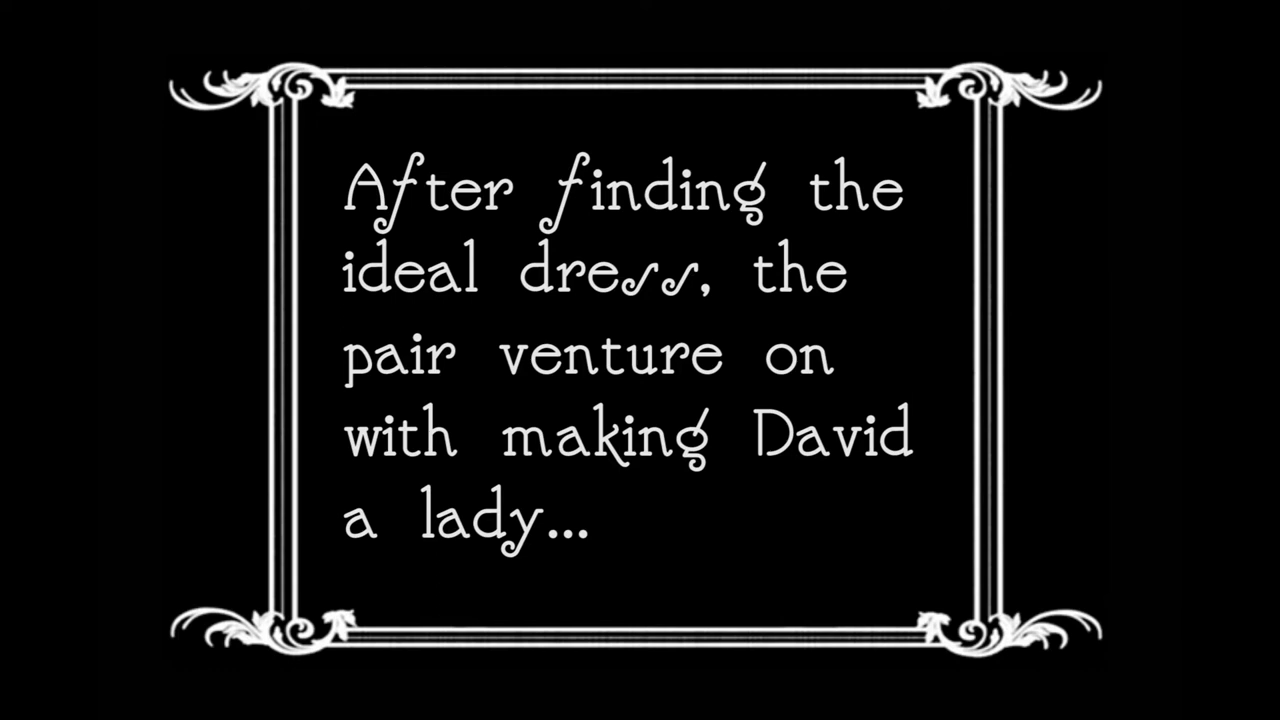 After finding the
ideal dress, the
pair venture on
with making David
a lady...